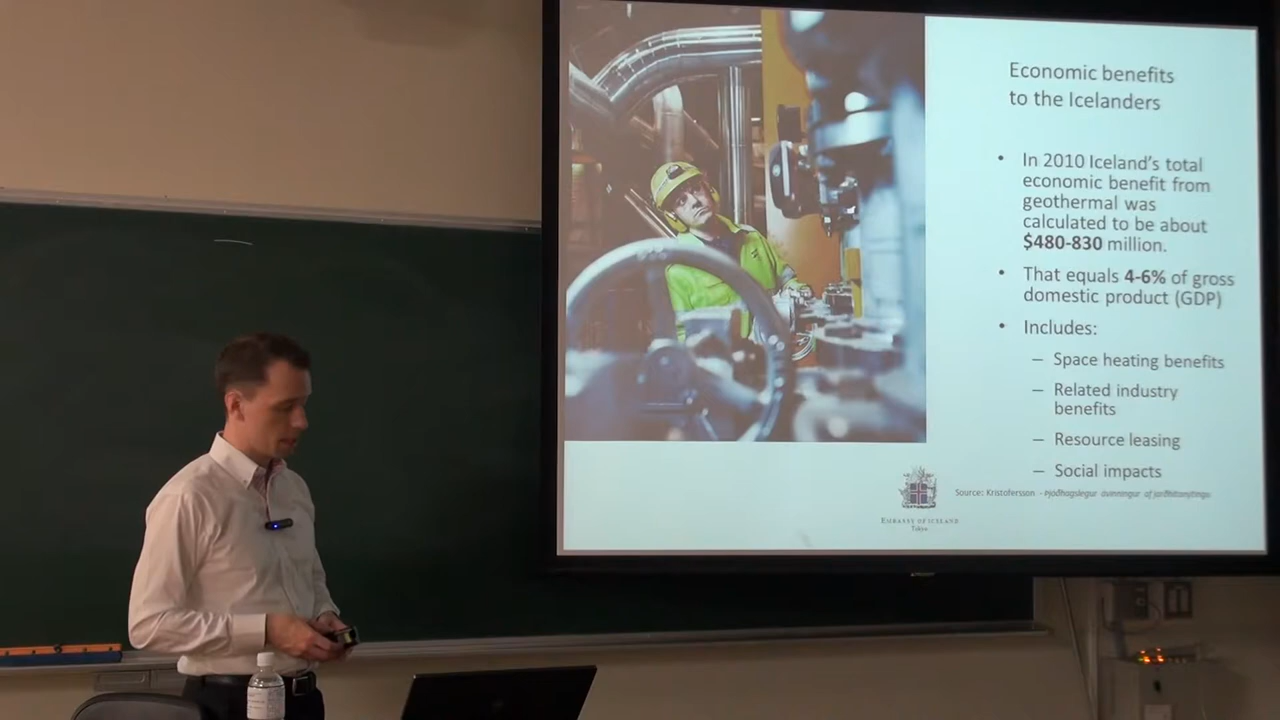 Economic benefits
to the Icelanders
• In 2010 Iceland's total
economic benefit from
geothermal was
calculated to be about
$480-830 million.
• That equals 4-6% of gross
domestic product (GDP)
• Includes:
– Space heating benefits
– Related industry
benefits
– Resource leasing
– Social impacts
Source: Kristofersson -
EMBASSY OF ICELAND
Tokyo